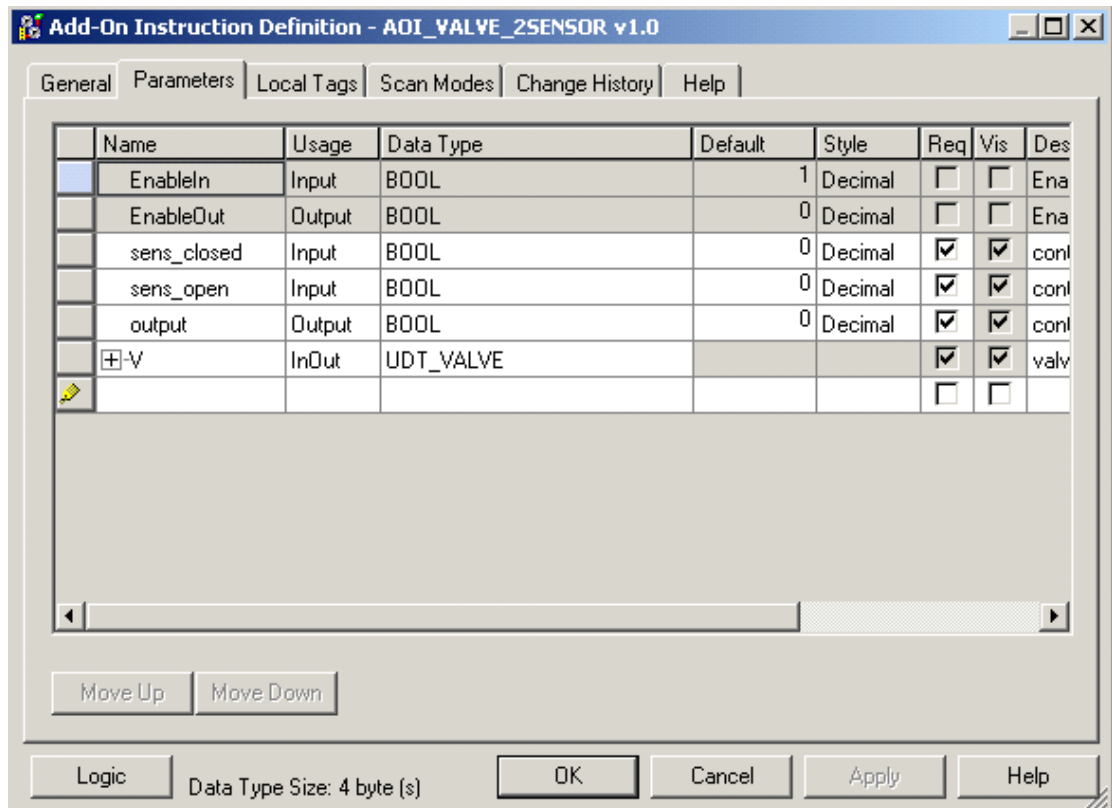 Add-On Instruction Definition - AOI_VALVE_2SENSOR v1.0
General Parameters Local Tags Scan Modes Change History Help
Name Usage Data Type Default Style Req Vis Des
EnableIn Input BOOL 1 Decimal Ena
EnableOut Output BOOL 0 Decimal Ena
sens_closed Input BOOL 0 Decimal cont
sens_open Input BOOL 0 Decimal cont
output Output BOOL 0 Decimal cont
V InOut UDT_VALVE valv
Move Up Move Down
Logic Data Type Size: 4 byte (s) OK Cancel Apply Help